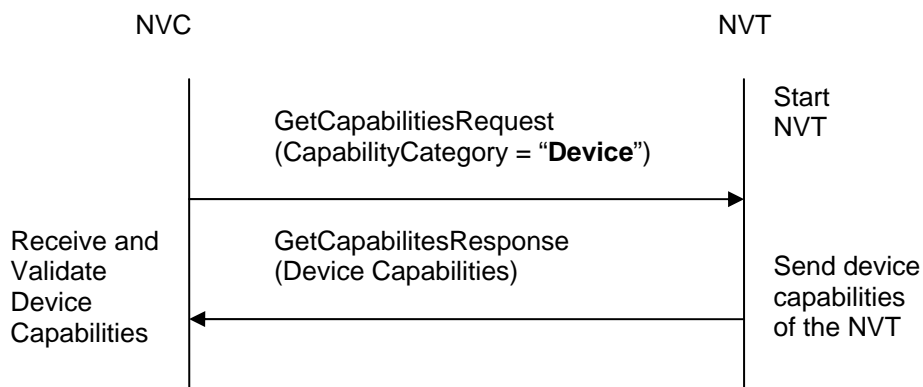 NVC
NVT
Start
NVT
GetCapabilitiesRequest
(CapabilityCategory = “Device”)
Receive and
Validate
Device
Capabilities
GetCapabilitesResponse
(Device Capabilities)
Send device
capabilities
of the NVT